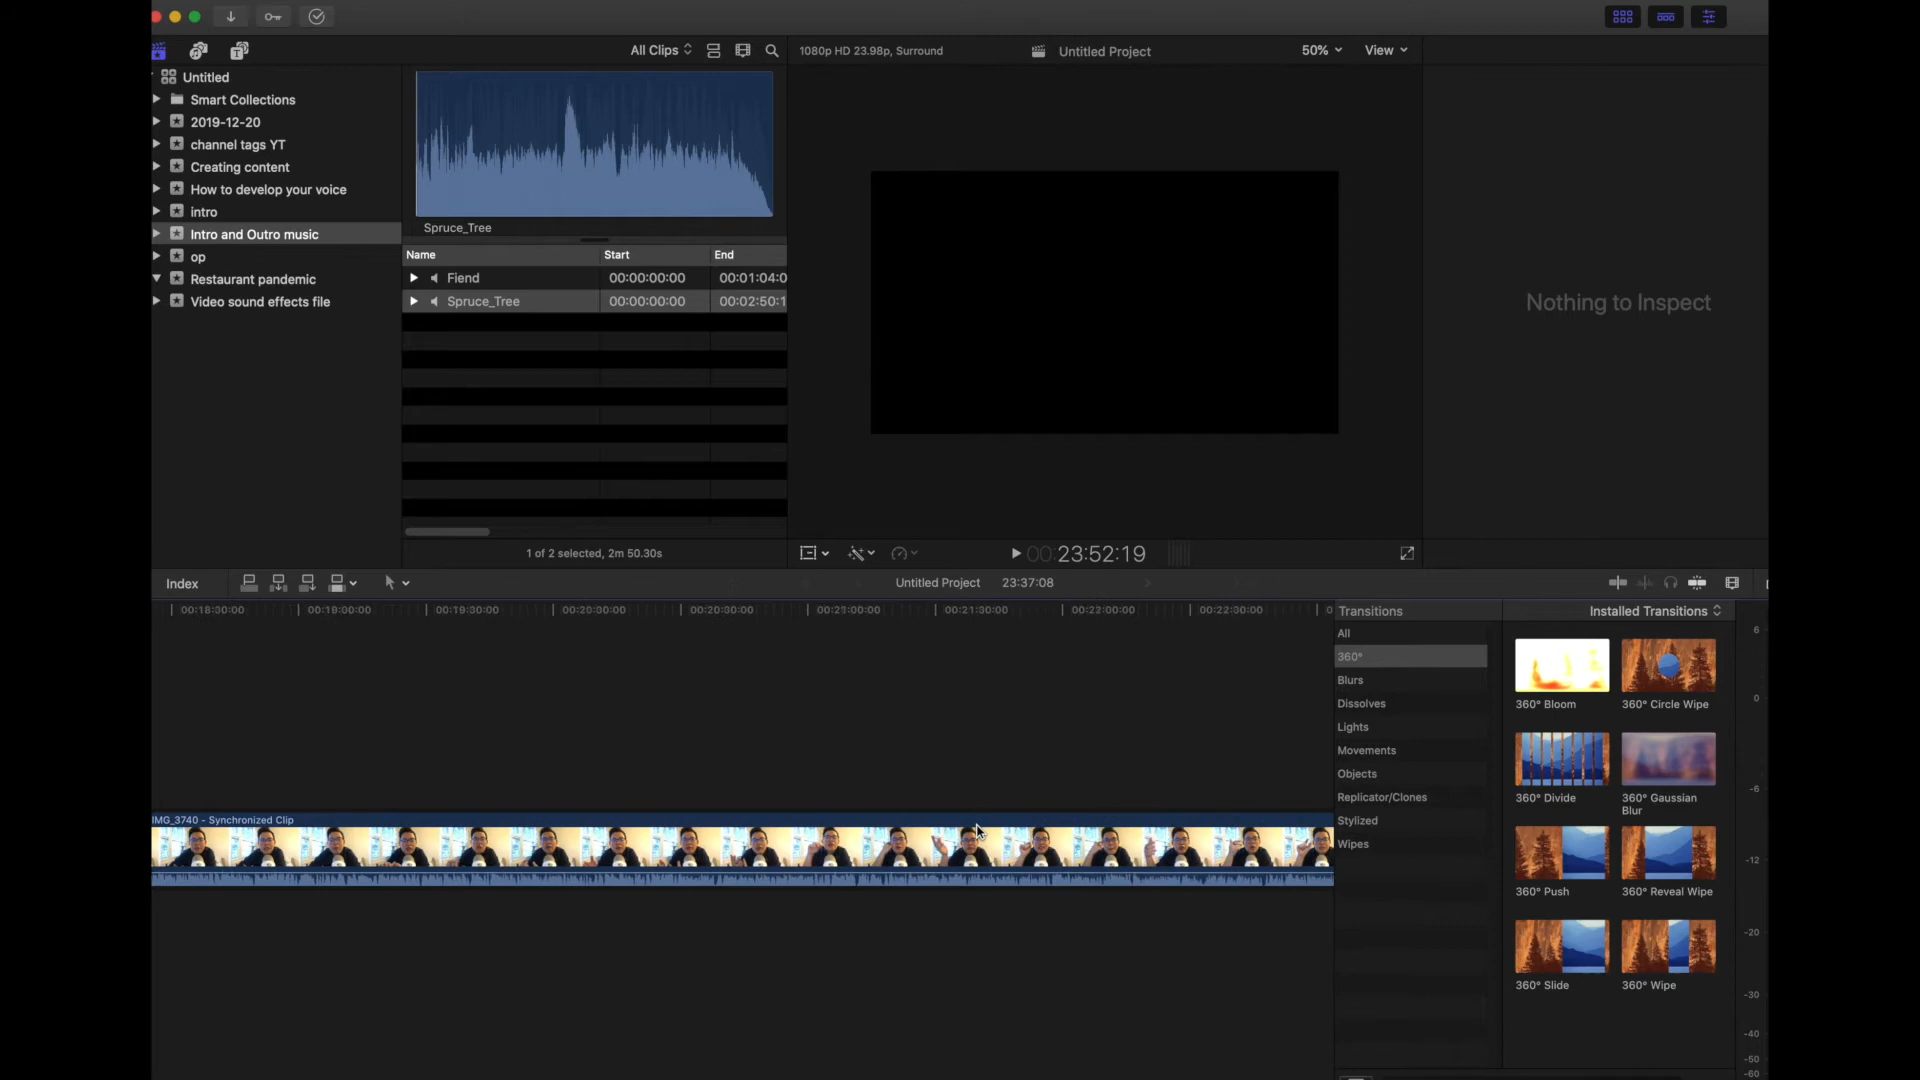 All Clips
1080p HD 23.98p, Surround
Untitled Project
50%
View
Untitled
Smart Collections
2019-12-20
channel tags YT
Creating content
How to develop your voice
intro
Intro and Outro music
op
Restaurant pandemic
Video sound effects file
Spruce_Tree
Name Start End
Fiend 00:00:00:00 00:01:04:0
Spruce_Tree 00:00:00:00 00:02:50:1
1 of 2 selected, 2m 50.30s
Nothing to Inspect
00:23:52:19
Index
Untitled Project 23:37:08
00:18:30:00 00:19:00:00 00:19:30:00 00:20:00:00 00:20:30:00 00:21:00:00 00:21:30:00 00:22:00:00 00:22:30:00 0
IMG_3740 - Synchronized Clip
Transitions
All
360°
Blurs
Dissolves
Lights
Movements
Objects
Replicator/Clones
Stylized
Wipes
Installed Transitions
360° Bloom
360° Circle Wipe
360° Divide
360° Gaussian
Blur
360° Push
360° Reveal Wipe
360° Slide
360° Wipe
6
0
-6
-12
-20
-30
-40
-50
-60